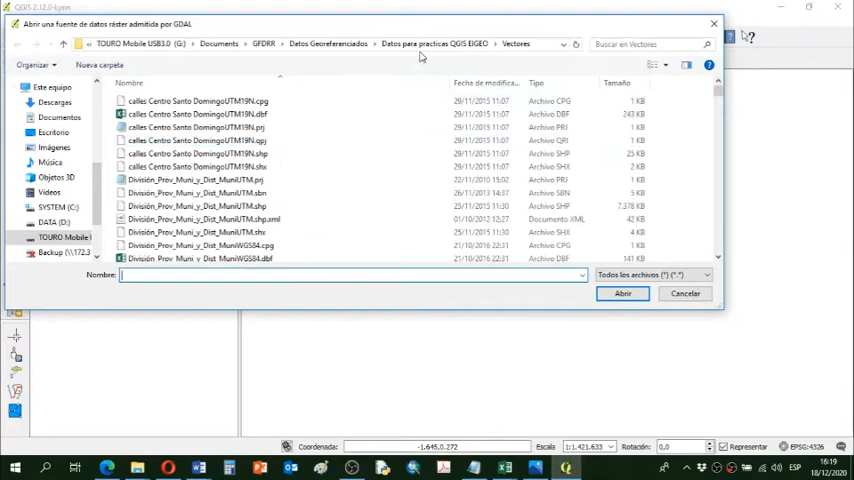 QGIS 2.12.0-Lyon
Abrir una fuente de datos ráster admitida por GDAL
« TOURO Mobile USB3.0 (G:) > Documents > GFDRR > Datos Georeferenciados > Datos para practicas QGIS EIGEO > Vectores
Buscar en Vectores
Organizar Nueva carpeta
Este equipo
Descargas
Documentos
Escritorio
Imágenes
Música
Objetos 3D
Vídeos
SYSTEM (C:)
DATA (D:)
TOURO Mobile U
Backup (\\172.3
Nombre Fecha de modifica... Tipo Tamaño
calles Centro Santo DomingoUTM19N.cpg 29/11/2015 11:07 Archivo CPG 1 KB
calles Centro Santo DomingoUTM19N.dbf 29/11/2015 11:07 Archivo DBF 243 KB
calles Centro Santo DomingoUTM19N.prj 29/11/2015 11:07 Archivo PRJ 1 KB
calles Centro Santo DomingoUTM19N.qpj 29/11/2015 11:07 Archivo QPJ 1 KB
calles Centro Santo DomingoUTM19N.shp 29/11/2015 11:07 Archivo SHP 25 KB
calles Centro Santo DomingoUTM19N.shx 29/11/2015 11:07 Archivo SHX 2 KB
División_Prov_Muni_y_Dist_MuniUTM.prj 22/11/2010 15:02 Archivo PRJ 1 KB
División_Prov_Muni_y_Dist_MuniUTM.sbn 26/11/2013 14:37 Archivo SBN 5 KB
División_Prov_Muni_y_Dist_MuniUTM.shp 25/11/2015 11:30 Archivo SHP 7.378 KB
División_Prov_Muni_y_Dist_MuniUTM.shp.xml 01/10/2012 12:27 Documento XML 42 KB
División_Prov_Muni_y_Dist_MuniUTM.shx 25/11/2015 11:30 Archivo SHX 4 KB
División_Prov_Muni_y_Dist_MuniWGS84.cpg 21/10/2016 22:31 Archivo CPG 1 KB
División_Prov_Muni_y_Dist_MuniWGS84.dbf 21/10/2016 22:31 Archivo DBF 141 KB
Nombre: Todos los archivos (*) (*.*)
Abrir Cancelar
Coordenada: -1.645,0.272 Escala 1:1.421.633 Rotación: 0,0 Representar EPSG:4326
ESP
16:19
18/12/2020